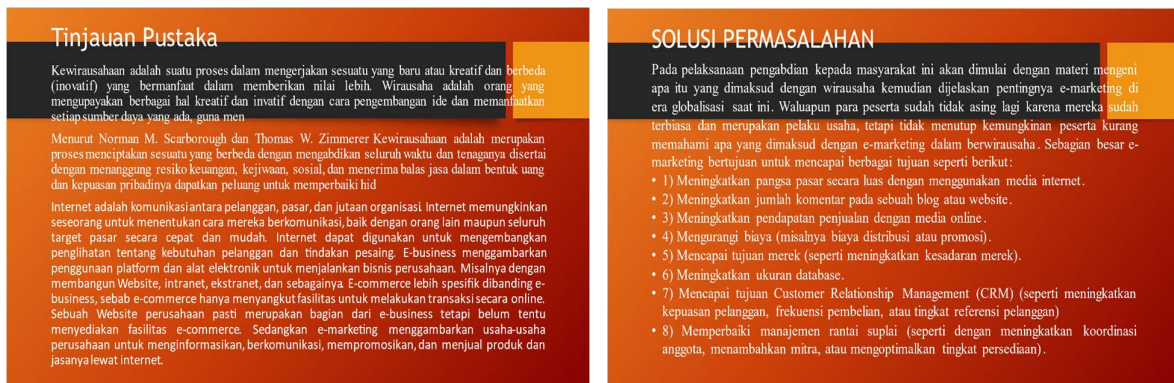 Tinjauan Pustaka
Kewirausahaan adalah suatu proses dalam mengerjakan sesuatu yang baru atau kreatif dan berbeda
(inovatif) yang bermanfaat dalam memberikan nilai lebih. Wirausaha adalah orang yang
mengupayakan berbagai hal kreatif dan invatif dengan cara pengembangan ide dan memanfaatkan
setiap sumber daya yang ada, guna men
Menurut Norman M. Scarborough dan Thomas W. Zimmerer Kewirausahaan adalah merupakan
proses menciptakan sesuatu yang berbeda dengan mengabdikan seluruh waktu dan tenaganya disertai
dengan menanggung resiko keuangan, kejiwaan, sosial, dan menerima balas jasa dalam bentuk uang
dan kepuasan pribadinya dapatkan peluang untuk memperbaiki hid
Internet adalah komunikasi antara pelanggan, pasar, dan jutaan organisasi. Internet memungkinkan
seseorang untuk menentukan cara mereka berkomunikasi, baik dengan orang lain maupun seluruh
target pasar secara cepat dan mudah. Internet dapat digunakan untuk mengembangkan
penglihatan tentang kebutuhan pelanggan dan tindakan pesaing. E-business menggambarkan
penggunaan platform dan alat elektronik untuk menjalankan bisnis perusahaan. Misalnya dengan
membangun Website, intranet, ekstranet, dan sebagainya. E-commerce lebih spesifik dibanding e-
business, sebab e-commerce hanya menyangkut fasilitas untuk melakukan transaksi secara online.
Sebuah Website perusahaan pasti merupakan bagian dari e-business tetapi belum tentu
menyediakan fasilitas e-commerce. Sedangkan e-marketing menggambarkan usaha-usaha
perusahaan untuk menginformasikan, berkomunikasi, mempromosikan, dan menjual produk dan
jasanya lewat internet.
SOLUSI PERMASALAHAN
Pada pelaksanaan pengabdian kepada masyarakat ini akan dimulai dengan materi mengeni
apa itu yang dimaksud dengan wirausaha kemudian dijelaskan pentingnya e-marketing di
era globalisasi saat ini. Waluapun para peserta sudah tidak asing lagi karena mereka sudah
terbiasa dan merupakan pelaku usaha, tetapi tidak menutup kemungkinan peserta kurang
memahami apa yang dimaksud dengan e-marketing dalam berwirausaha. Sebagian besar e-
marketing bertujuan untuk mencapai berbagai tujuan seperti berikut:
• 1) Meningkatkan pangsa pasar secara luas dengan menggunakan media internet.
• 2) Meningkatkan jumlah komentar pada sebuah blog atau website.
• 3) Meningkatkan pendapatan penjualan dengan media online.
• 4) Mengurangi biaya (misalnya biaya distribusi atau promosi).
• 5) Mencapai tujuan merek (seperti meningkatkan kesadaran merek).
• 6) Meningkatkan ukuran database.
• 7) Mencapai tujuan Customer Relationship Management (CRM) (seperti meningkatkan
kepuasan pelanggan, frekuensi pembelian, atau tingkat referensi pelanggan)
• 8) Memperbaiki manajemen rantai suplai (seperti dengan meningkatkan koordinasi
anggota, menambahkan mitra, atau mengoptimalkan tingkat persediaan).